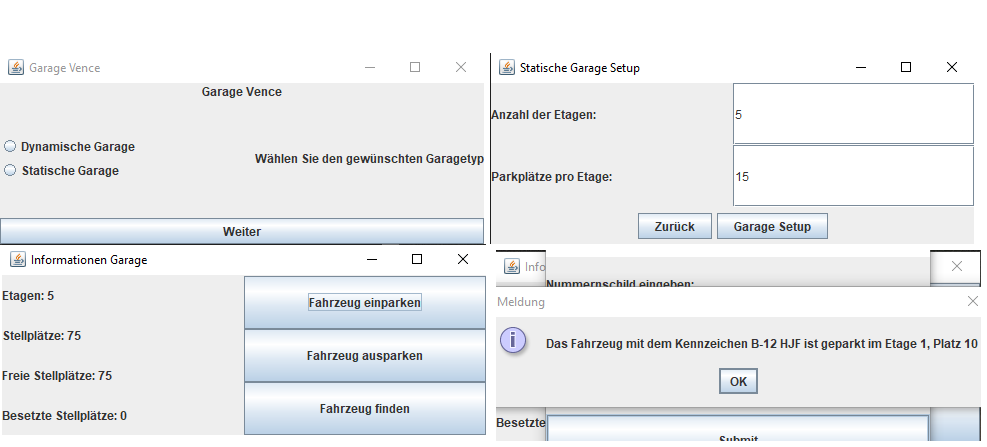 Garage Vence
Garage Vence
Dynamische Garage
Statische Garage
Wählen Sie den gewünschten Garagetyp
Weiter
Statische Garage Setup
Anzahl der Etagen:
5
Parkplätze pro Etage:
15
Zurück
Garage Setup
Informationen Garage
Etagen: 5
Stellplätze: 75
Freie Stellplätze: 75
Besetzte Stellplätze: 0
Fahrzeug einparken
Fahrzeug ausparken
Fahrzeug finden
Info
Nummernschild eingeben:
Meldung
Das Fahrzeug mit dem Kennzeichen B-12 HJF ist geparkt im Etage 1, Platz 10
OK
Besetzte
Submit